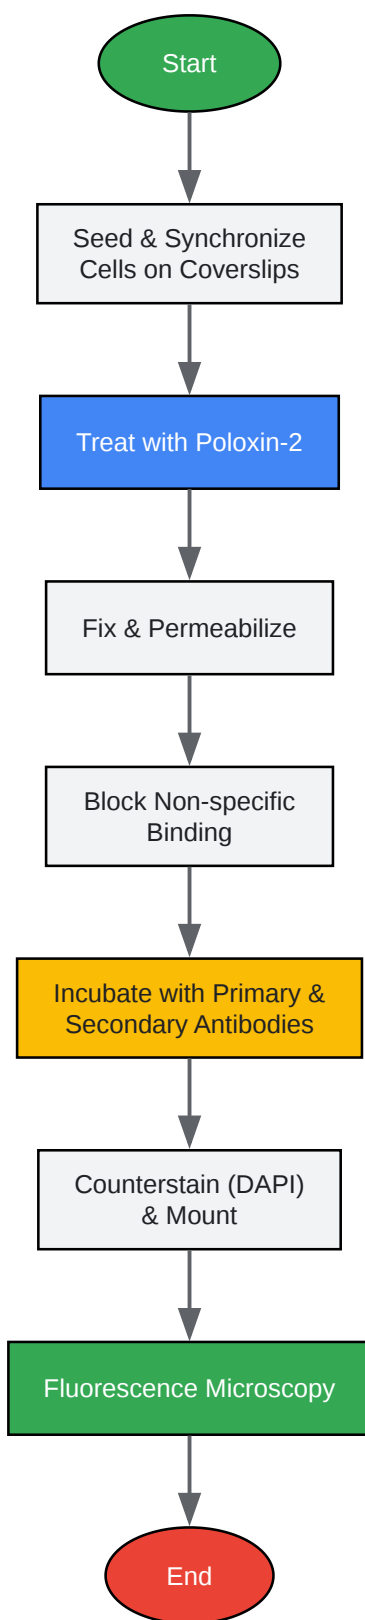 Start
Seed & Synchronize
Cells on Coverslips
Treat with Poloxin-2
Fix & Permeabilize
Block Non-specific
Binding
Incubate with Primary &
Secondary Antibodies
Counterstain (DAPI)
& Mount
Fluorescence Microscopy
End